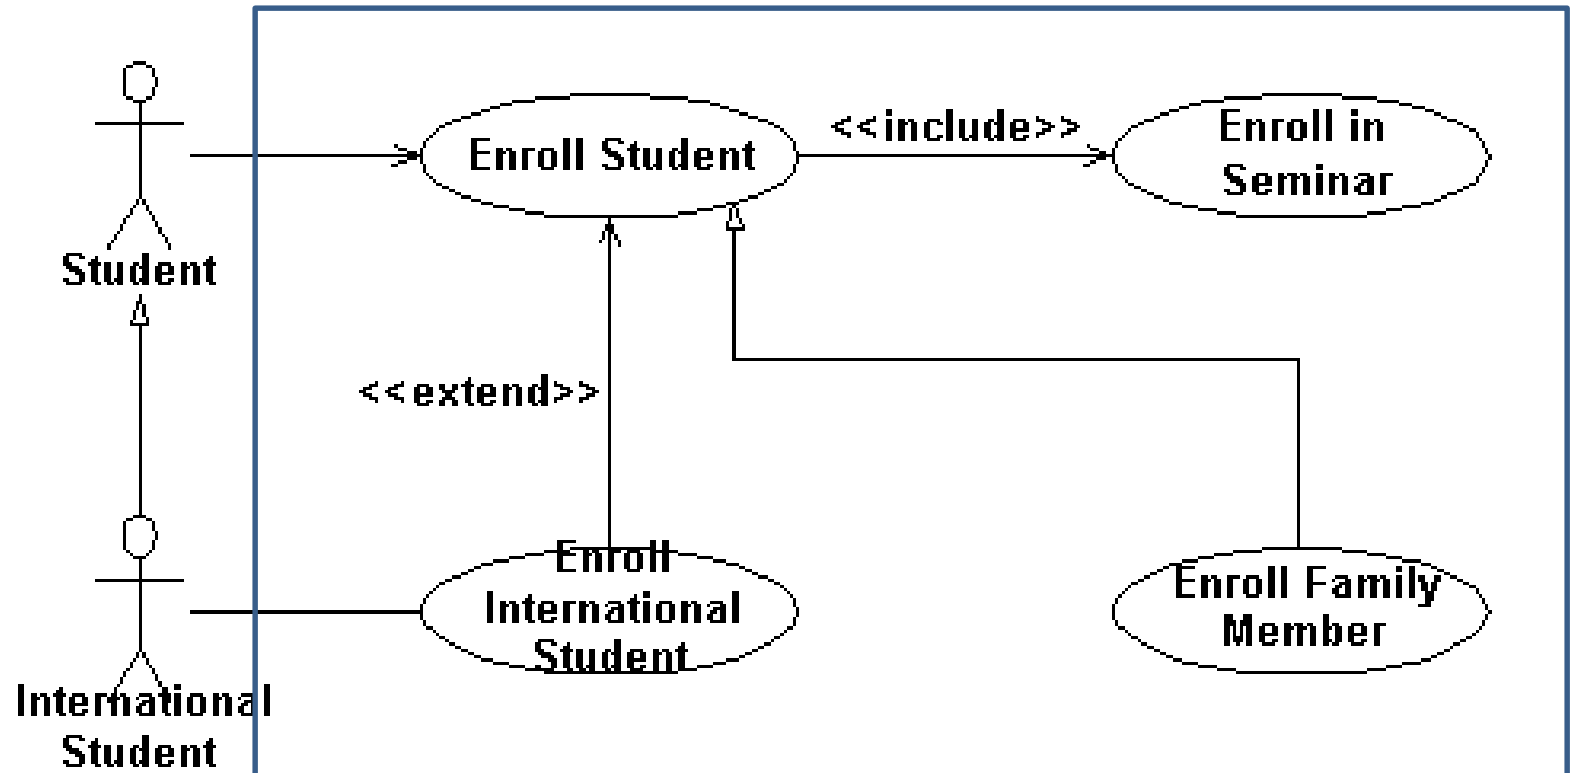 Enroll Student
<<include>>
Enroll in
Seminar
Student
<<extend>>
Enroll
International
Student
Enroll Family
Member
International
Student